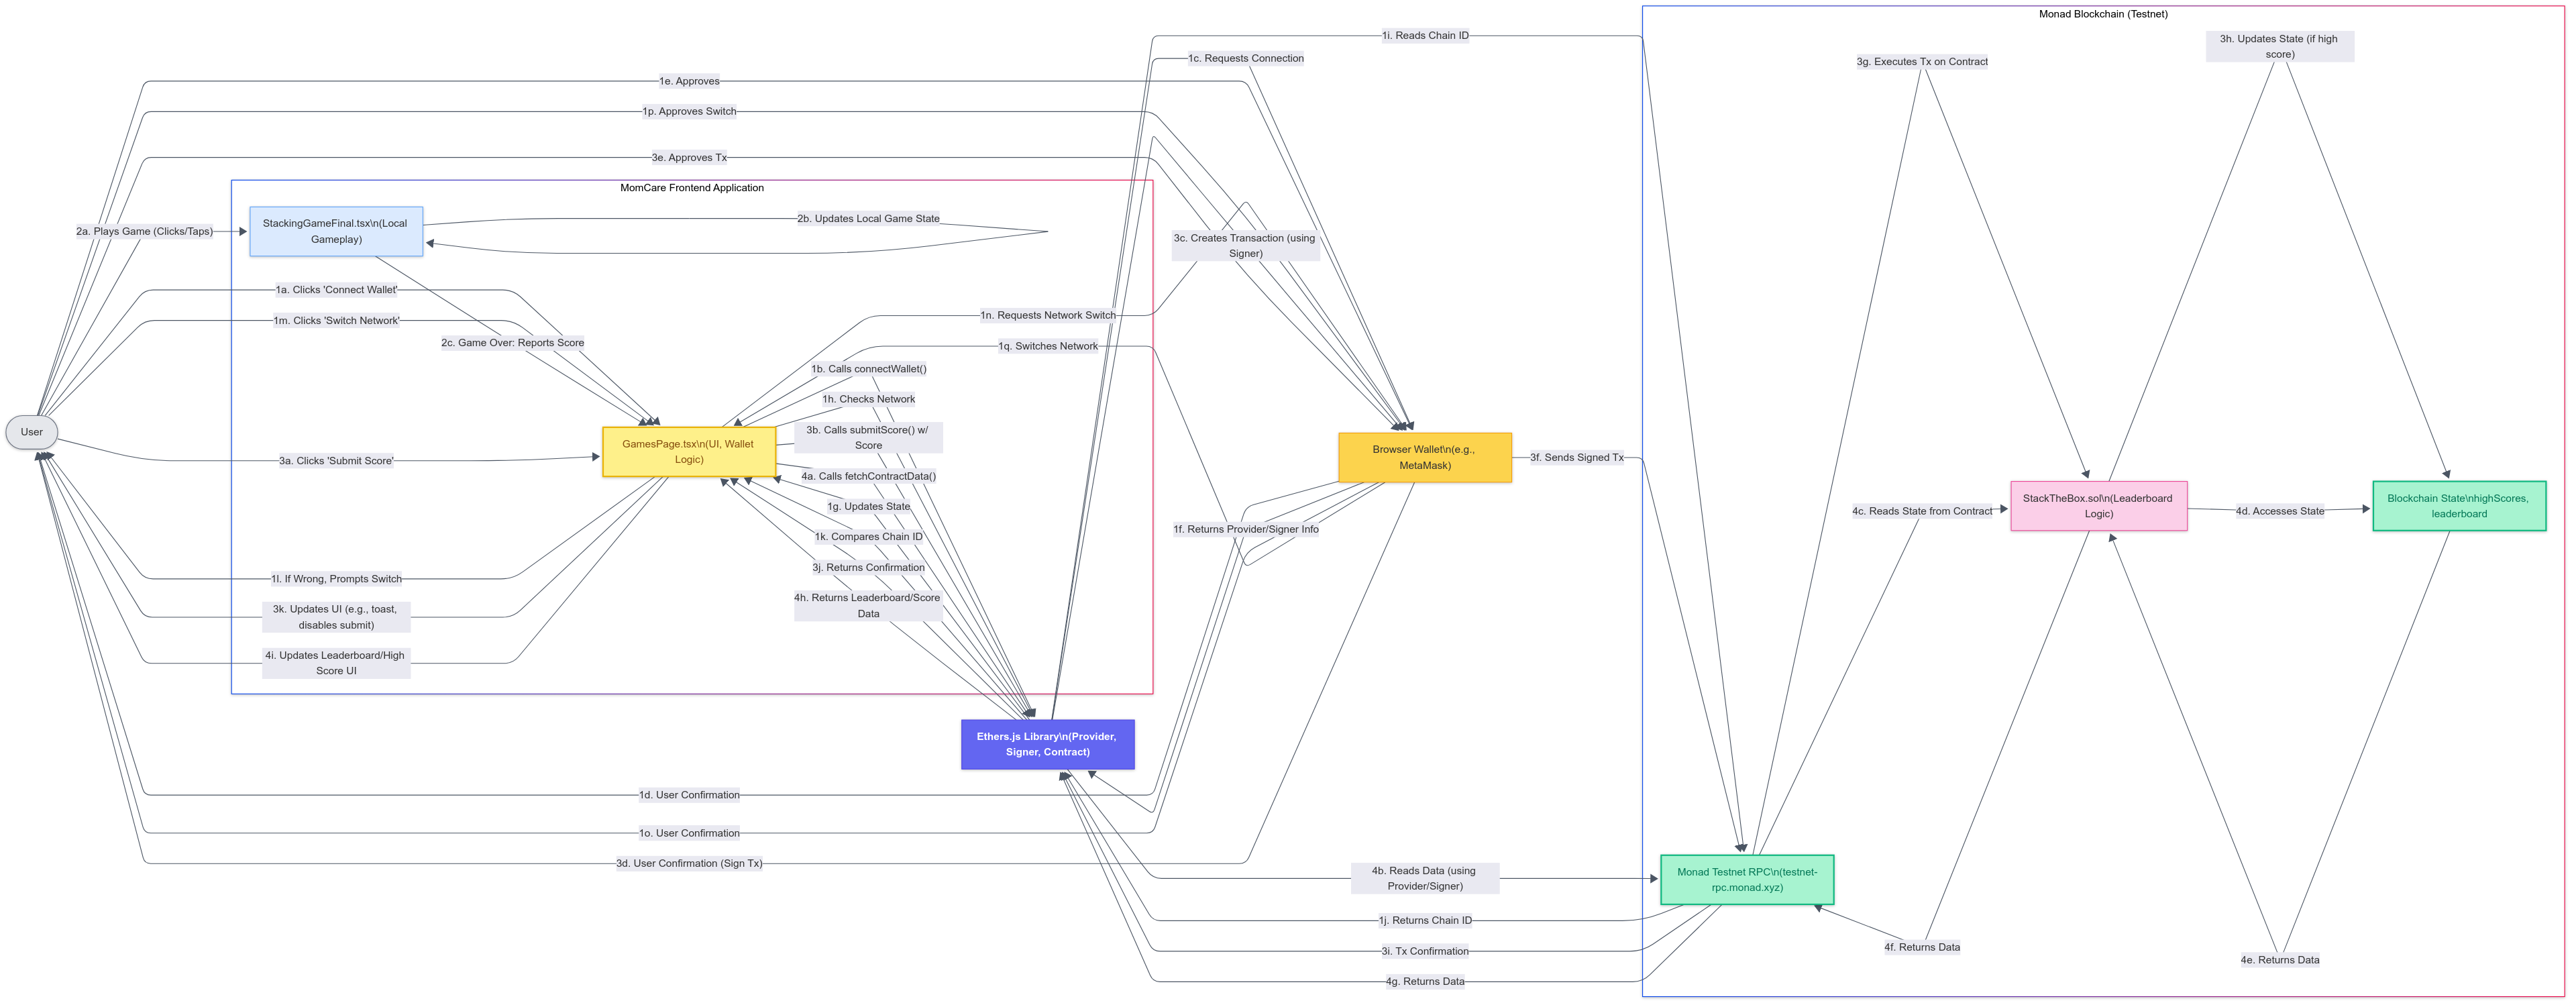 Monad Blockchain (Testnet)
1i. Reads Chain ID
3h. Updates State (if high
score)
1c. Requests Connection
3g. Executes Tx on Contract
1e. Approves
1p. Approves Switch
3e. Approves Tx
MomCare Frontend Application
StackingGameFinal.tsx\n(Local
Gameplay)
2b. Updates Local Game State
2a. Plays Game (Clicks/Taps)
3c. Creates Transaction (using
Signer)
1a. Clicks 'Connect Wallet'
1n. Requests Network Switch
1m. Clicks 'Switch Network'
2c. Game Over: Reports Score
1q. Switches Network
1b. Calls connectWallet()
1h. Checks Network
User
3b. Calls submitScore() w/
Score
GamesPage.tsx\n(UI, Wallet
Logic)
Browser Wallet\n(e.g.,
MetaMask)
3f. Sends Signed Tx
3a. Clicks 'Submit Score'
4a. Calls fetchContractData()
1g. Updates State
StackTheBox.sol\n(Leaderboard
Logic)
Blockchain State\nhighScores,
leaderboard
4c. Reads State from Contract
4d. Accesses State
1f. Returns Provider/Signer Info
1k. Compares Chain ID
3j. Returns Confirmation
1l. If Wrong, Prompts Switch
4h. Returns Leaderboard/Score
Data
3k. Updates UI (e.g., toast,
disables submit)
4i. Updates Leaderboard/High
Score UI
Ethers.js Library\n(Provider,
Signer, Contract)
1d. User Confirmation
1o. User Confirmation
3d. User Confirmation (Sign Tx)
4b. Reads Data (using
Provider/Signer)
Monad Testnet RPC\n(testnet-
rpc.monad.xyz)
1j. Returns Chain ID
3i. Tx Confirmation
4f. Returns Data
4e. Returns Data
4g. Returns Data